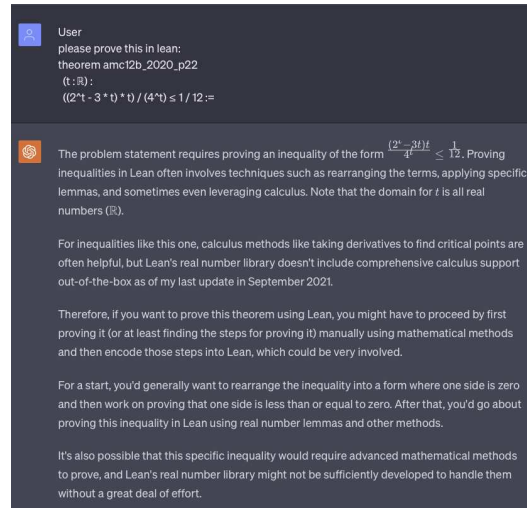 User
please prove this in lean:
theorem amc12b_2020_p22
(t : ℝ) :
((2^t - 3 * t) * t) / (4^t) ≤ 1 / 12 :=
The problem statement requires proving an inequality of the form (2^t−3t)t/4^t ≤ 1/12. Proving
inequalities in Lean often involves techniques such as rearranging the terms, applying specific
lemmas, and sometimes even leveraging calculus. Note that the domain for t is all real
numbers (ℝ).
For inequalities like this one, calculus methods like taking derivatives to find critical points are
often helpful, but Lean's real number library doesn't include comprehensive calculus support
out-of-the-box as of my last update in September 2021.
Therefore, if you want to prove this theorem using Lean, you might have to proceed by first
proving it (or at least finding the steps for proving it) manually using mathematical methods
and then encode those steps into Lean, which could be very involved.
For a start, you'd generally want to rearrange the inequality into a form where one side is zero
and then work on proving that one side is less than or equal to zero. After that, you'd go about
proving this inequality in Lean using real number lemmas and other methods.
It's also possible that this specific inequality would require advanced mathematical methods
to prove, and Lean's real number library might not be sufficiently developed to handle them
without a great deal of effort.